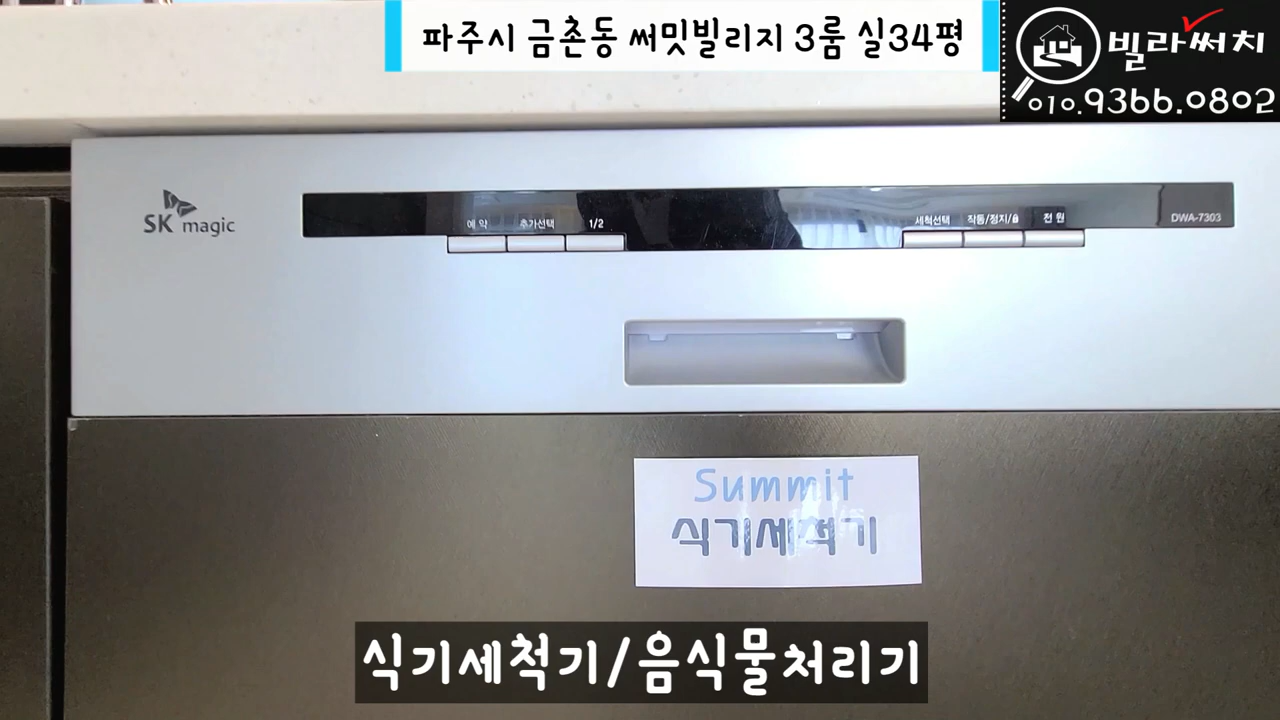 파주시 금촌동 써밋빌리지 3룸 실34평
빌라써치
010.9366.0802
SK magic
예약 추가선택 1/2
세척선택 작동/정지/ 전원
DWA-7303
Summit
식기세척기
식기세척기/음식물처리기